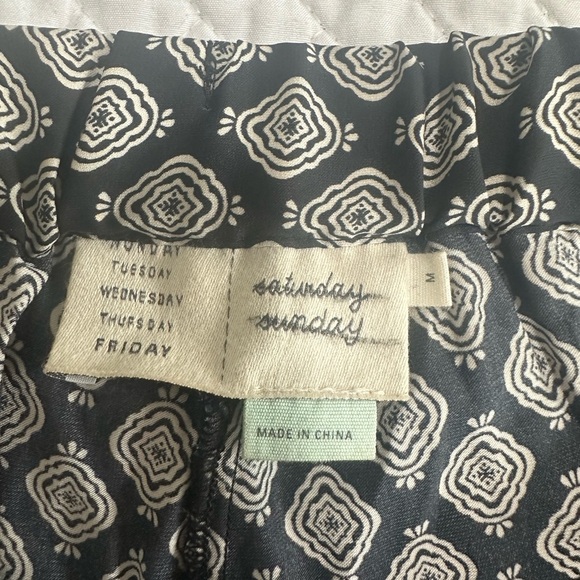 MONDAY
TUESDAY
WEDNESDAY
THURSDAY
FRIDAY
saturday
sunday
M
MADE IN CHINA